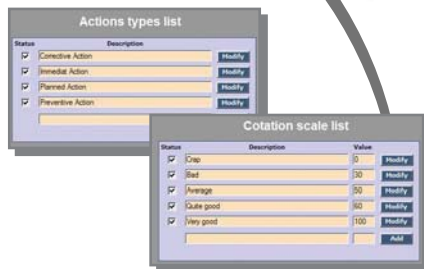 Actions types list
Status Description
Corrective Action Modify
Immediat Action Modify
Planned Action Modify
Preventive Action Modify
Cotation scale list
Status Description Value
Crap 0 Modify
Bad 30 Modify
Average 50 Modify
Quite good 60 Modify
Very good 100 Modify
Add